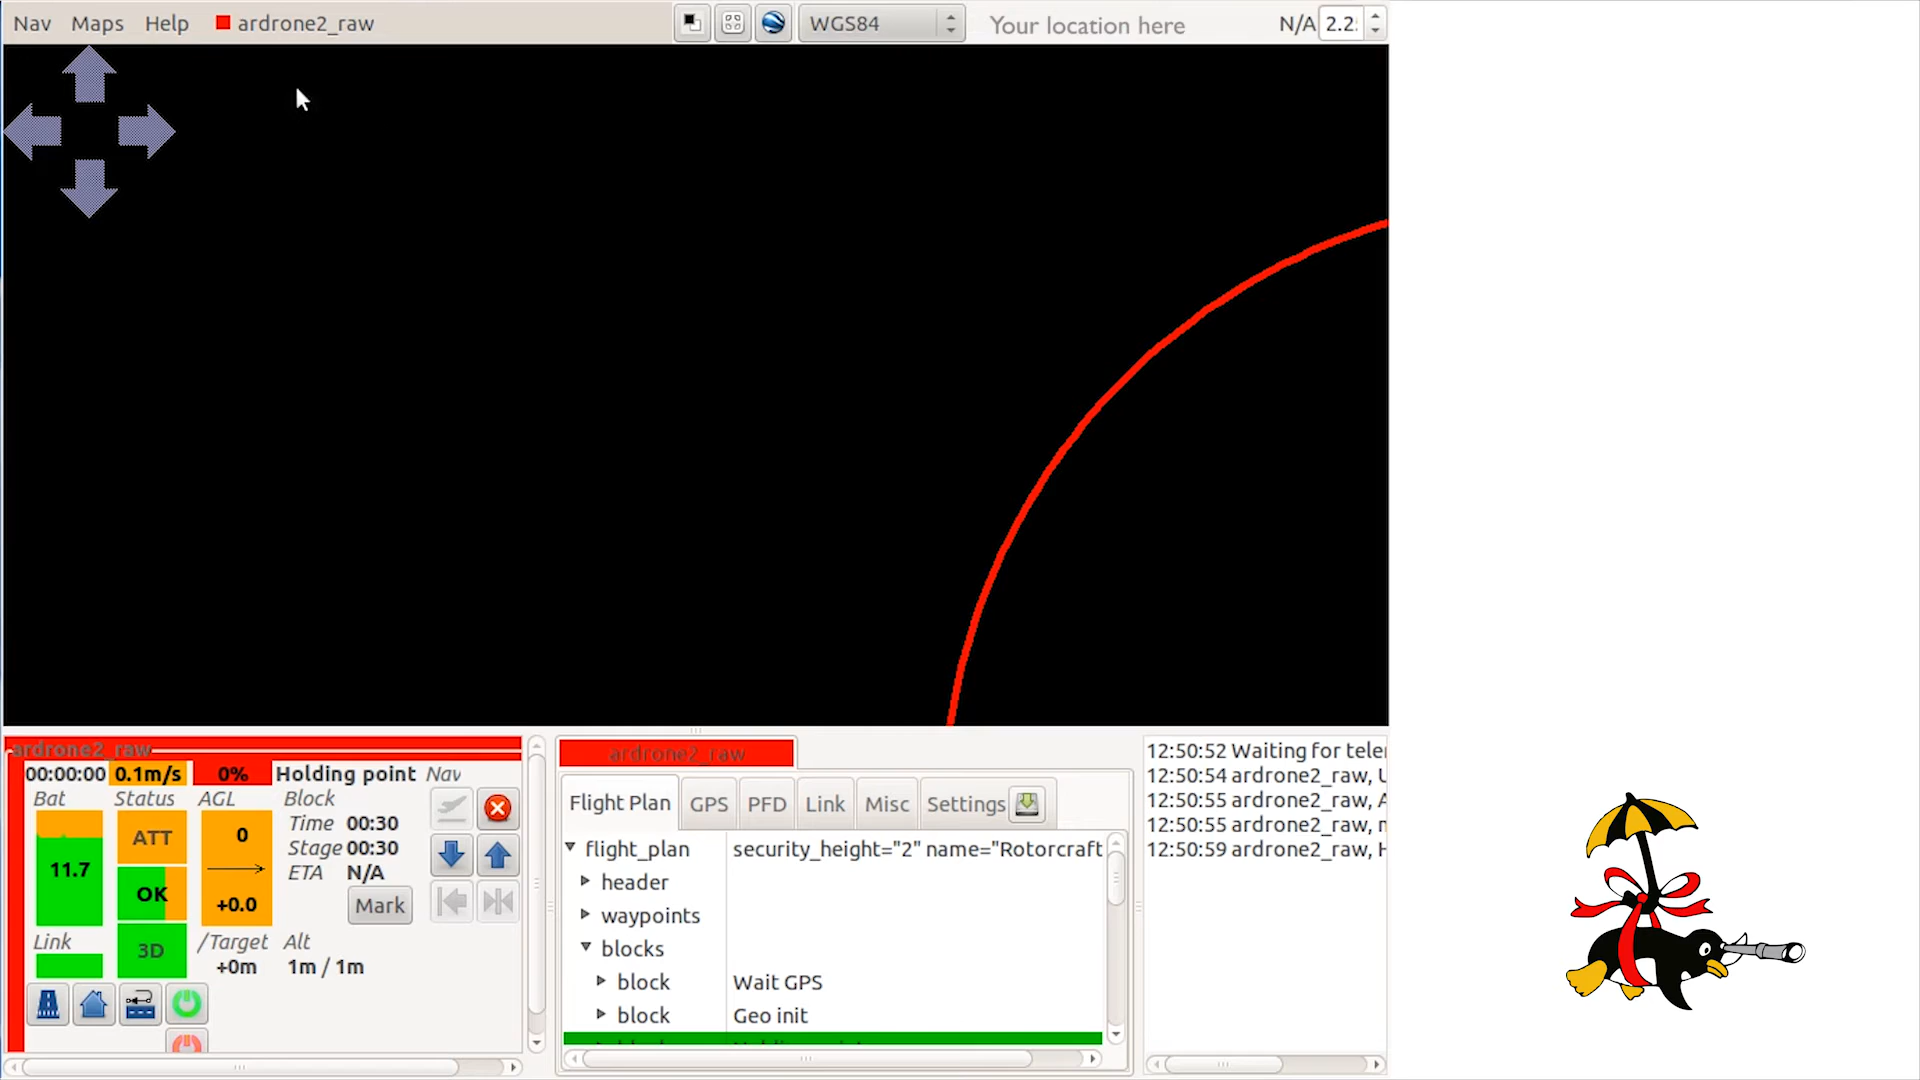 Nav Maps Help ardrone2_raw WGS84 Your location here N/A 2.2
ardrone2_raw
00:00:00 0.1m/s 0% Holding point Nav
Bat Status AGL Block
Time 00:30
Stage 00:30
ETA N/A
ATT
0
11.7
OK
+0.0
Mark
Link
3D
/Target Alt
+0m 1m / 1m
ardrone2_raw
Flight Plan GPS PFD Link Misc Settings
flight_plan security_height="2" name="Rotorcraft
header
waypoints
blocks
block Wait GPS
block Geo init
12:50:52 Waiting for teler
12:50:54 ardrone2_raw, U
12:50:55 ardrone2_raw, A
12:50:55 ardrone2_raw, r
12:50:59 ardrone2_raw, H